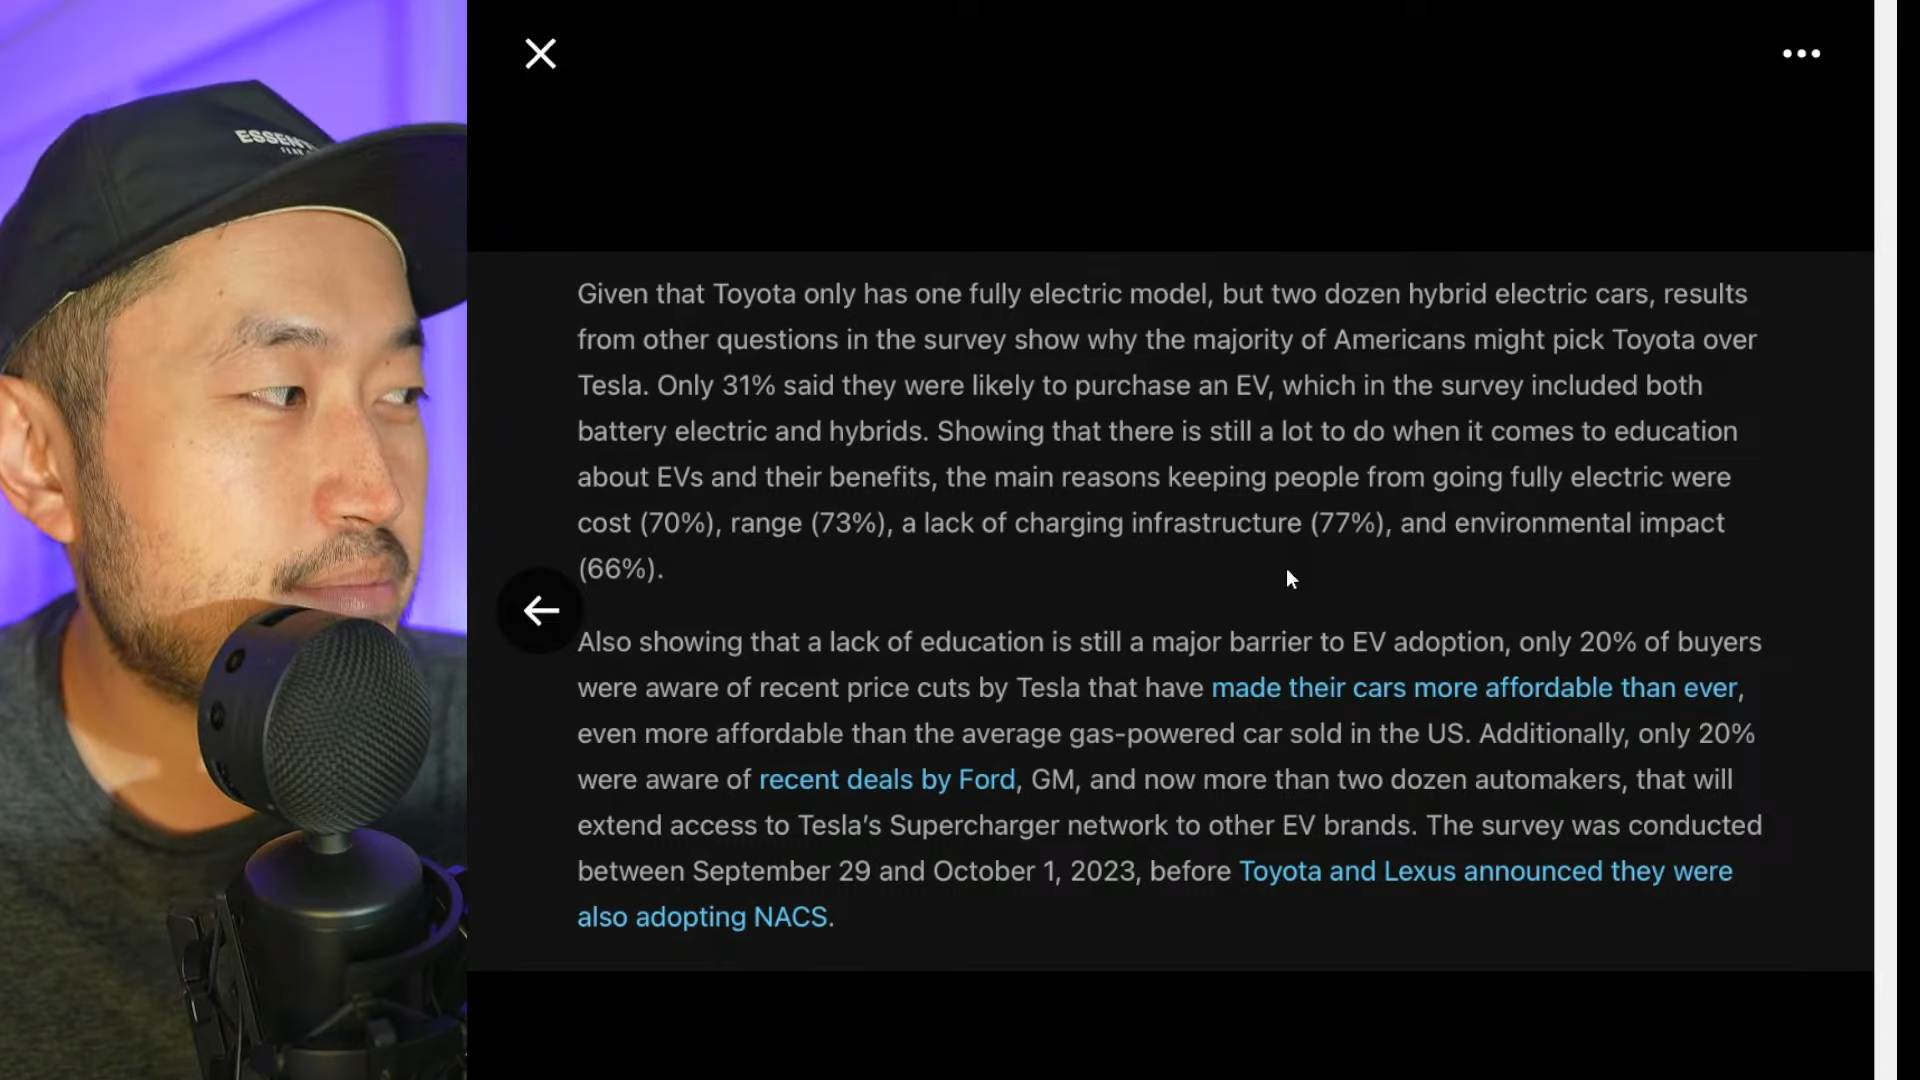 ESSENT
Given that Toyota only has one fully electric model, but two dozen hybrid electric cars, results
from other questions in the survey show why the majority of Americans might pick Toyota over
Tesla. Only 31% said they were likely to purchase an EV, which in the survey included both
battery electric and hybrids. Showing that there is still a lot to do when it comes to education
about EVs and their benefits, the main reasons keeping people from going fully electric were
cost (70%), range (73%), a lack of charging infrastructure (77%), and environmental impact
(66%).
Also showing that a lack of education is still a major barrier to EV adoption, only 20% of buyers
were aware of recent price cuts by Tesla that have made their cars more affordable than ever,
even more affordable than the average gas-powered car sold in the US. Additionally, only 20%
were aware of recent deals by Ford, GM, and now more than two dozen automakers, that will
extend access to Tesla’s Supercharger network to other EV brands. The survey was conducted
between September 29 and October 1, 2023, before Toyota and Lexus announced they were
also adopting NACS.